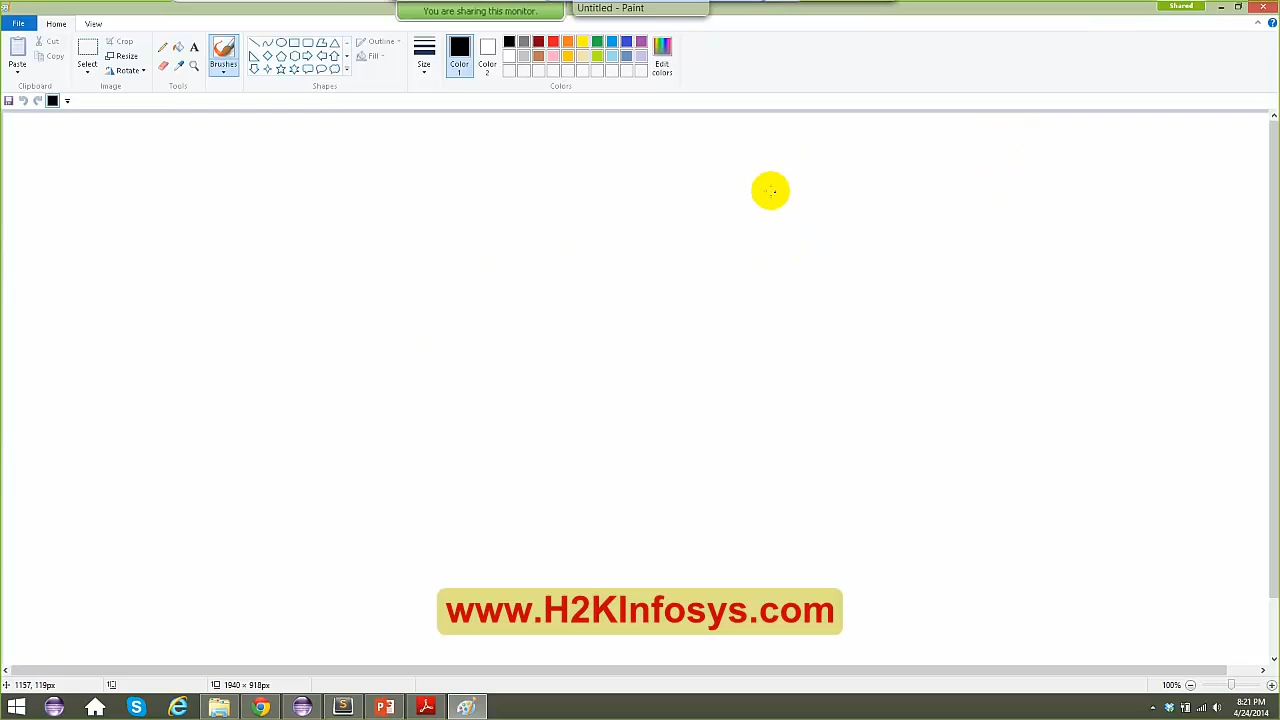 You are sharing this monitor.
Untitled - Paint
Shared
File
Home
View
Paste
Cut
Copy
Clipboard
Select
Crop
Resize
Rotate
Image
A
Tools
Brushes
Outline
Fill
Shapes
Size
Color
1
Color
2
Edit
colors
Colors
www.H2KInfosys.com
1157, 119px
1940 × 918px
100%
8:21 PM
4/24/2014